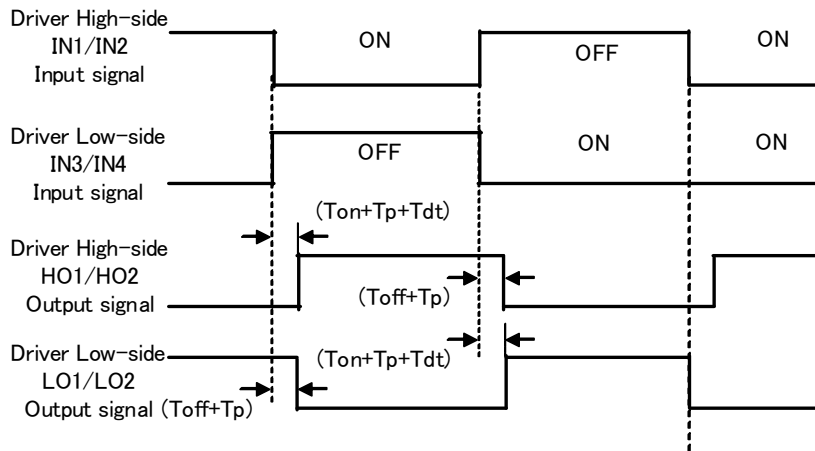 Driver High-side
IN1/IN2
Input signal
ON
OFF
ON
Driver Low-side
IN3/IN4
Input signal
OFF
ON
ON
(Ton+Tp+Tdt)
Driver High-side
HO1/HO2
Output signal
(Toff+Tp)
Driver Low-side
LO1/LO2
Output signal (Toff+Tp)
(Ton+Tp+Tdt)